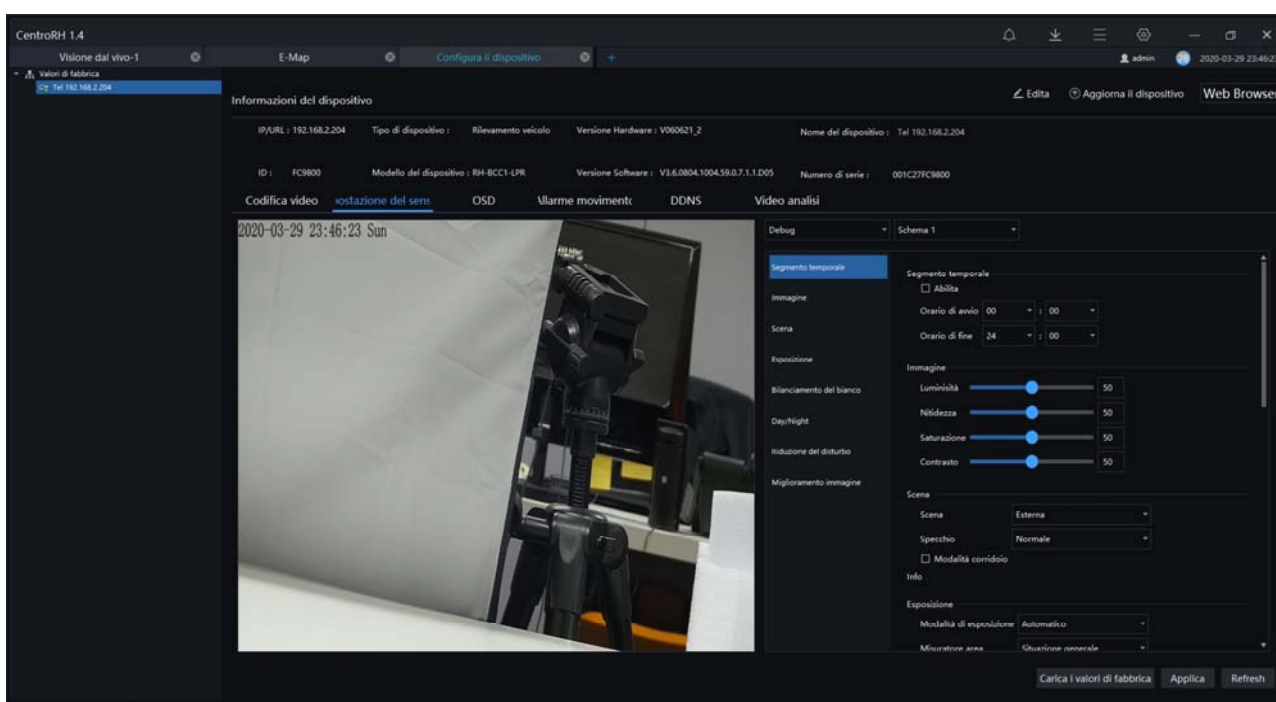 CentroRH 1.4
Visione dal vivo-1
E-Map
Configura il dispositivo
+
admin
2020-03-29 23:46:2
Valori di fabbrica
Tel 192.168.2.204
Informazioni del dispositivo
Edita
Aggiorna il dispositivo
Web Browser
IP/URL : 192.168.2.204
Tipo di dispositivo :
Rilevamento veicolo
Versione Hardware : V060621_2
Nome del dispositivo : Tel 192.168.2.204
ID : FC9800
Modello del dispositivo : RH-BCC1-LPR
Versione Software : V3.6.0804.1004.59.0.7.1.1.D05
Numero di serie : 001C27FC9800
Codifica video
ostazione del sens
OSD
Allarme movimento
DDNS
Video analisi
2020-03-29 23:46:23 Sun
Debug
Schema 1
Segmento temporale
Immagine
Scena
Esposizione
Bilanciamento del bianco
Day/Night
Riduzione del disturbo
Miglioramento immagine
Segmento temporale
Abilita
Orario di avvio 00 : 00
Orario di fine 24 : 00
Immagine
Luminisità 50
Nitidezza 50
Saturazione 50
Contrasto 50
Scena
Scena Esterna
Specchio Normale
Modalità corridoio
Info
Esposizione
Modalità di esposizione Automatico
Misuratore area Situazione generale
Carica i valori di fabbrica
Applica
Refresh